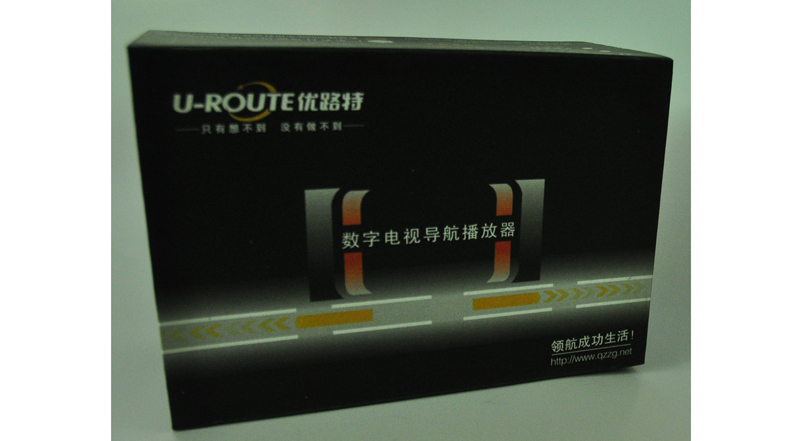 U-ROUTE优路特
只有想不到 没有做不到
数字电视导航播放器
领航成功生活!
http://www.qzzg.net